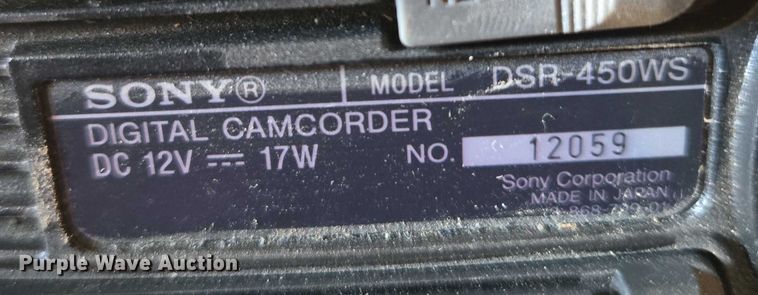 SONY® MODEL DSR-450WS
DIGITAL CAMCORDER
DC 12V ⎓ 17W NO. 12059
Sony Corporation
MADE IN JAPAN
Purple Wave Auction